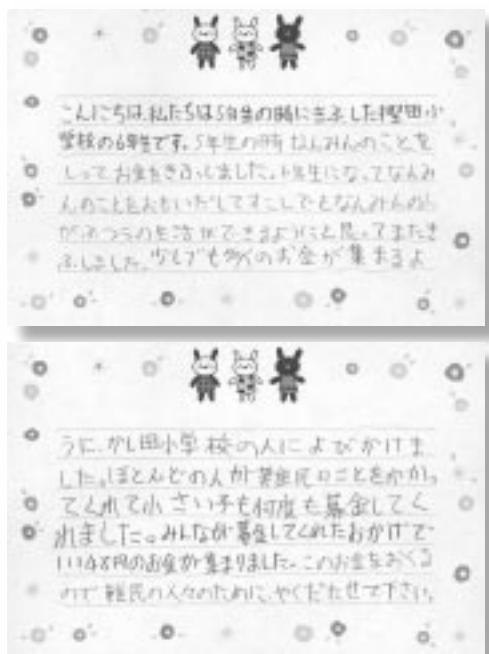 こんにちは、私たちは5年生の時にきふした樫田小
学校の6年生です。5年生の時なんみんのことを
しってお金をきふしました。6年生になってなんみ
んのことをおもいだしてすこしでもなんみんの
がふつうの生活ができるようにと思ってまたき
ふしました。少しでも多くのお金が集まるよ
うに、かし田小学校の人によびかけま
した。ほとんどの人が難民のことをわかっ
てくれて小さい子も何度も募金してく
れました。みんなが募金してくれたおかげで
11148円のお金が集まりました。このお金をおくる
ので難民の人々のために、やくだたせて下さい。